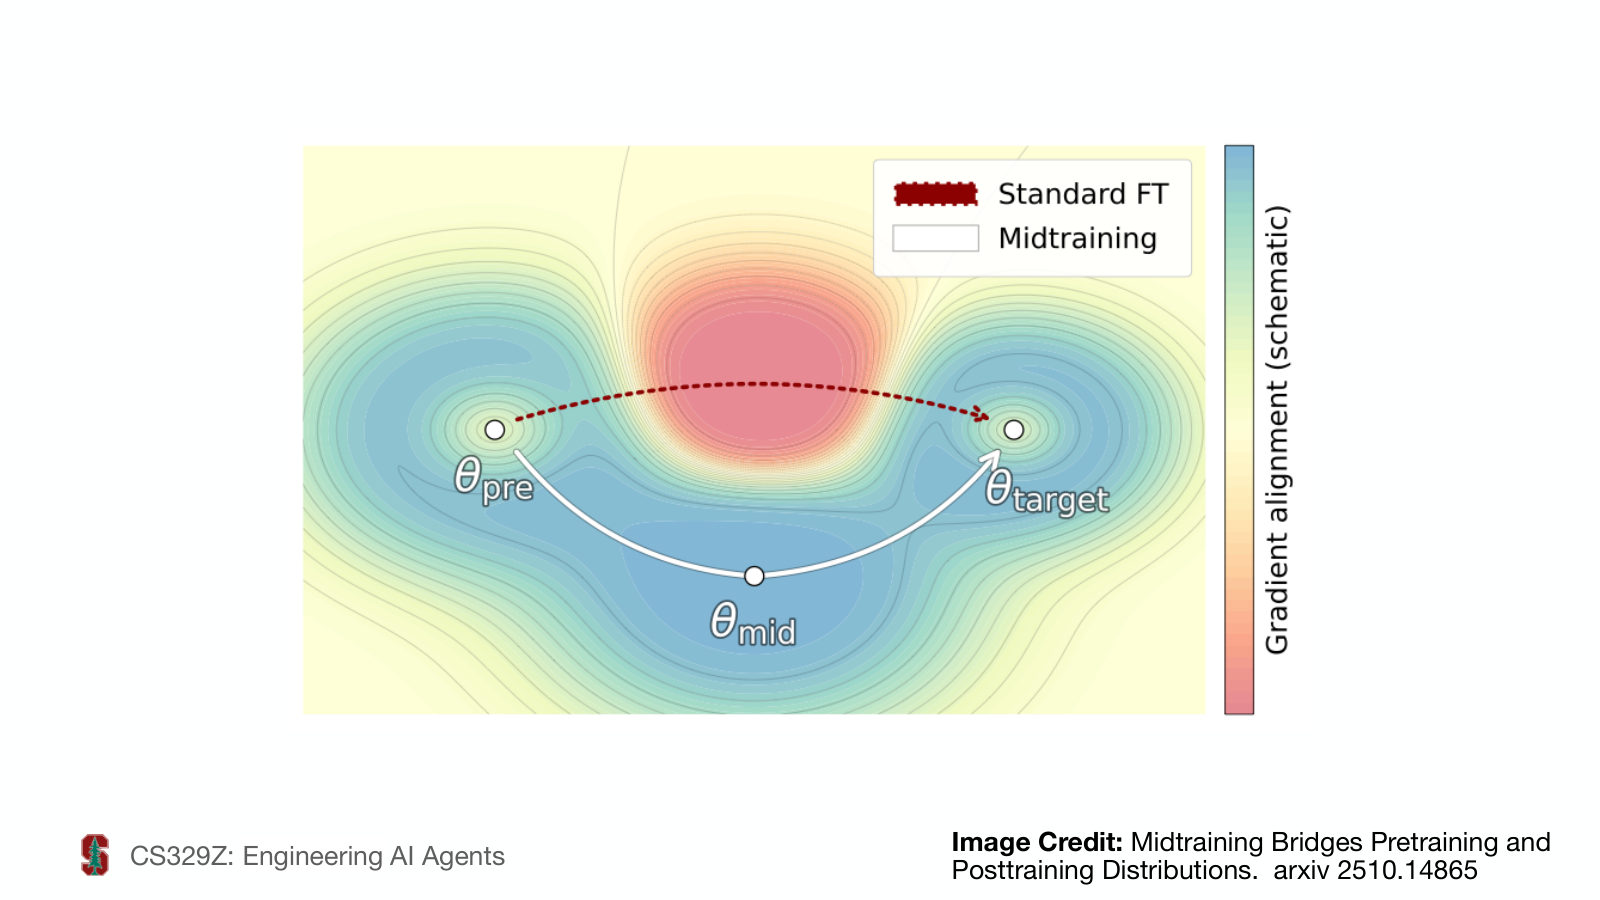 Standard FT
Midtraining
θpre
θtarget
θmid
Gradient alignment (schematic)
CS329Z: Engineering AI Agents
Image Credit: Midtraining Bridges Pretraining and
Posttraining Distributions. arxiv 2510.14865